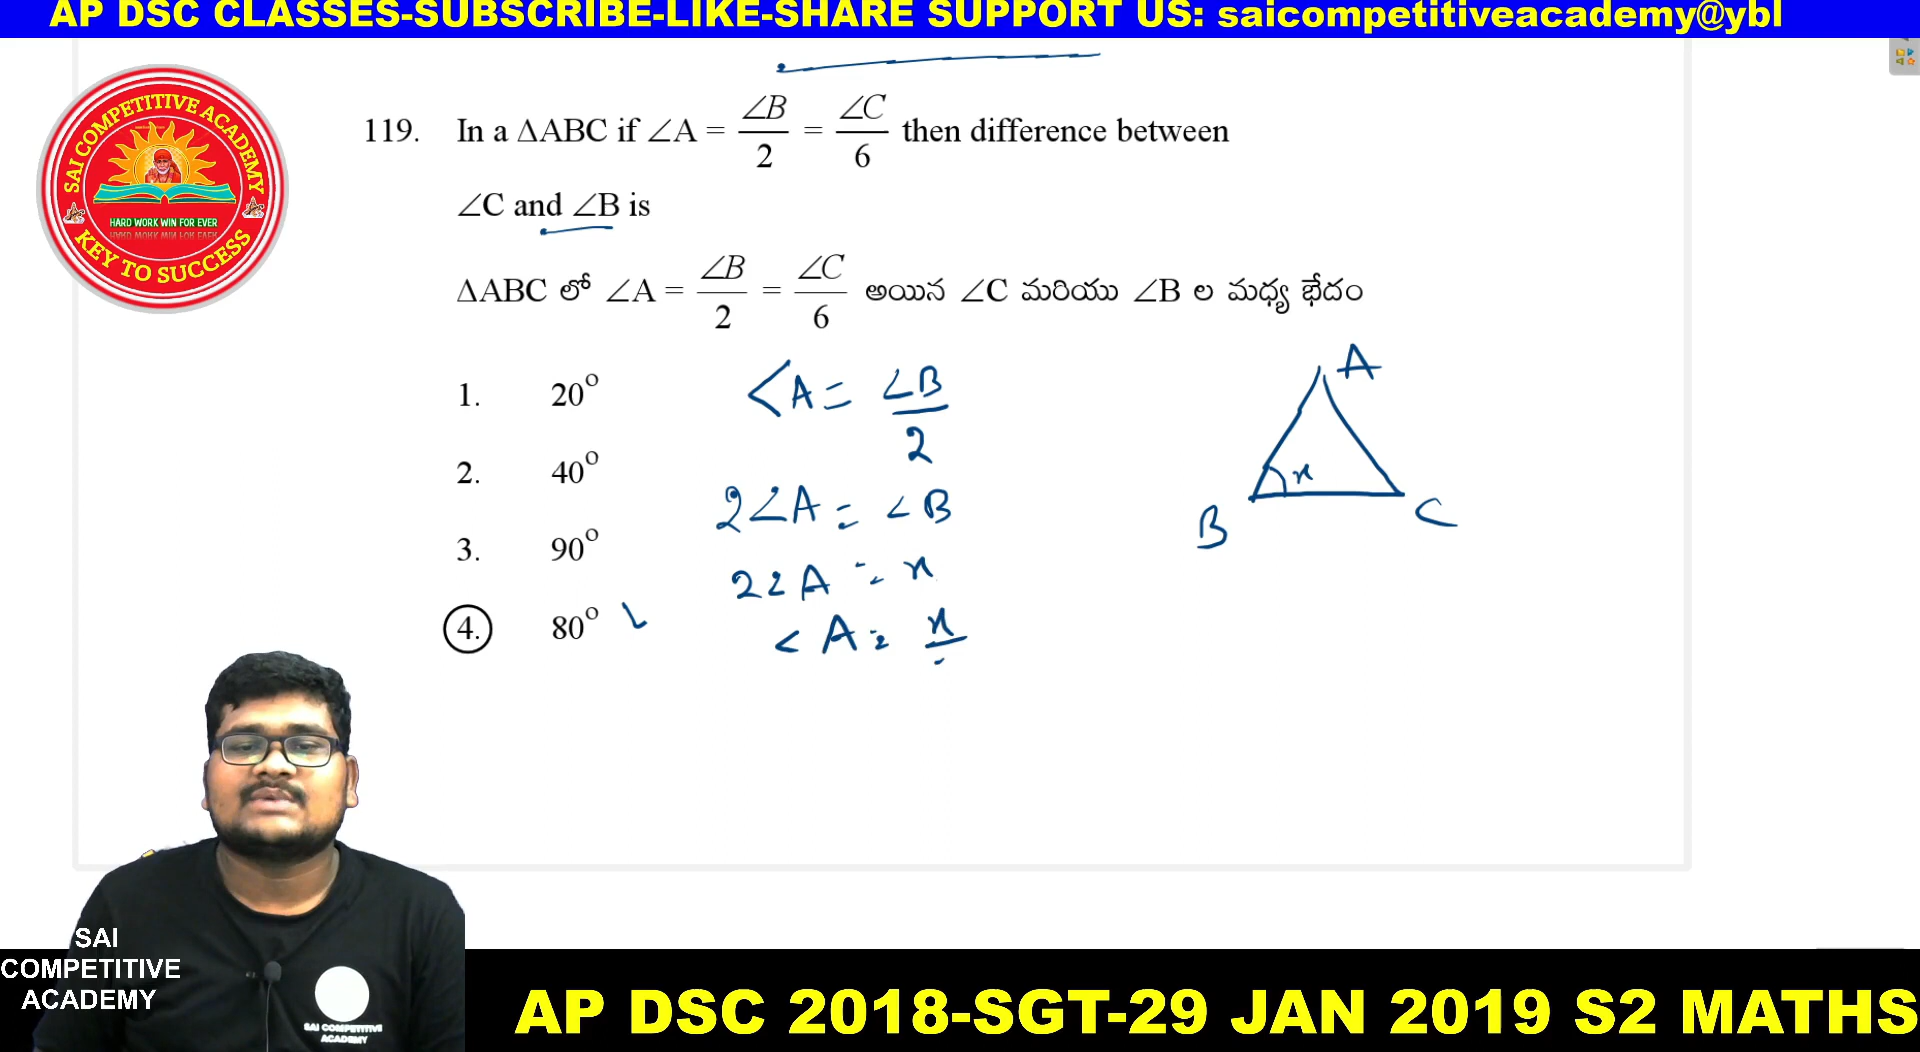 AP DSC CLASSES-SUBSCRIBE-LIKE-SHARE SUPPORT US: saicompetitiveacademy@ybl
SAI COMPETITIVE ACADEMY
HARD WORK WIN FOR EVER
KEY TO SUCCESS
119. In a ΔABC if ∠A = ∠B/2 = ∠C/6 then difference between
∠C and ∠B is
ΔABC లో ∠A = ∠B/2 = ∠C/6 అయిన ∠C మరియు ∠B ల మధ్య భేదం
1. 20°
2. 40°
3. 90°
4. 80°
<A = ∠B/2
2∠A = ∠B
2∠A = x
<A = x
A
x
B
C
SAI
COMPETITIVE
ACADEMY
SAI COMPETITIVE
ACADEMY
AP DSC 2018-SGT-29 JAN 2019 S2 MATHS